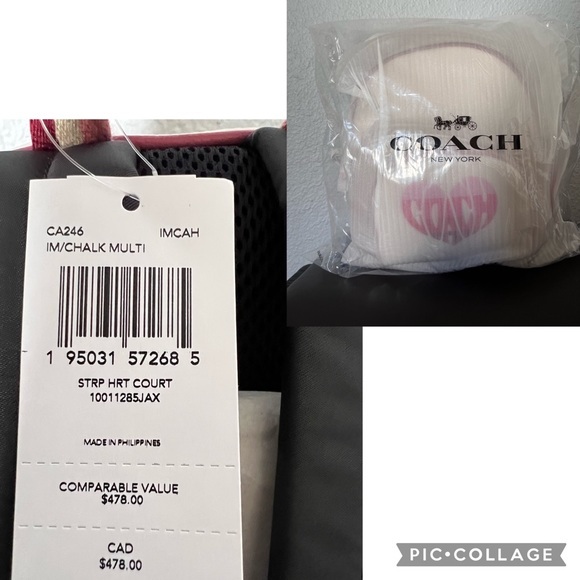 COACH
NEW YORK
COACH
CA246 IMCAH
IM/CHALK MULTI
1 95031 57268 5
STRP HRT COURT
10011285JAX
MADE IN PHILIPPINES
COMPARABLE VALUE
$478.00
CAD
$478.00
PIC•COLLAGE